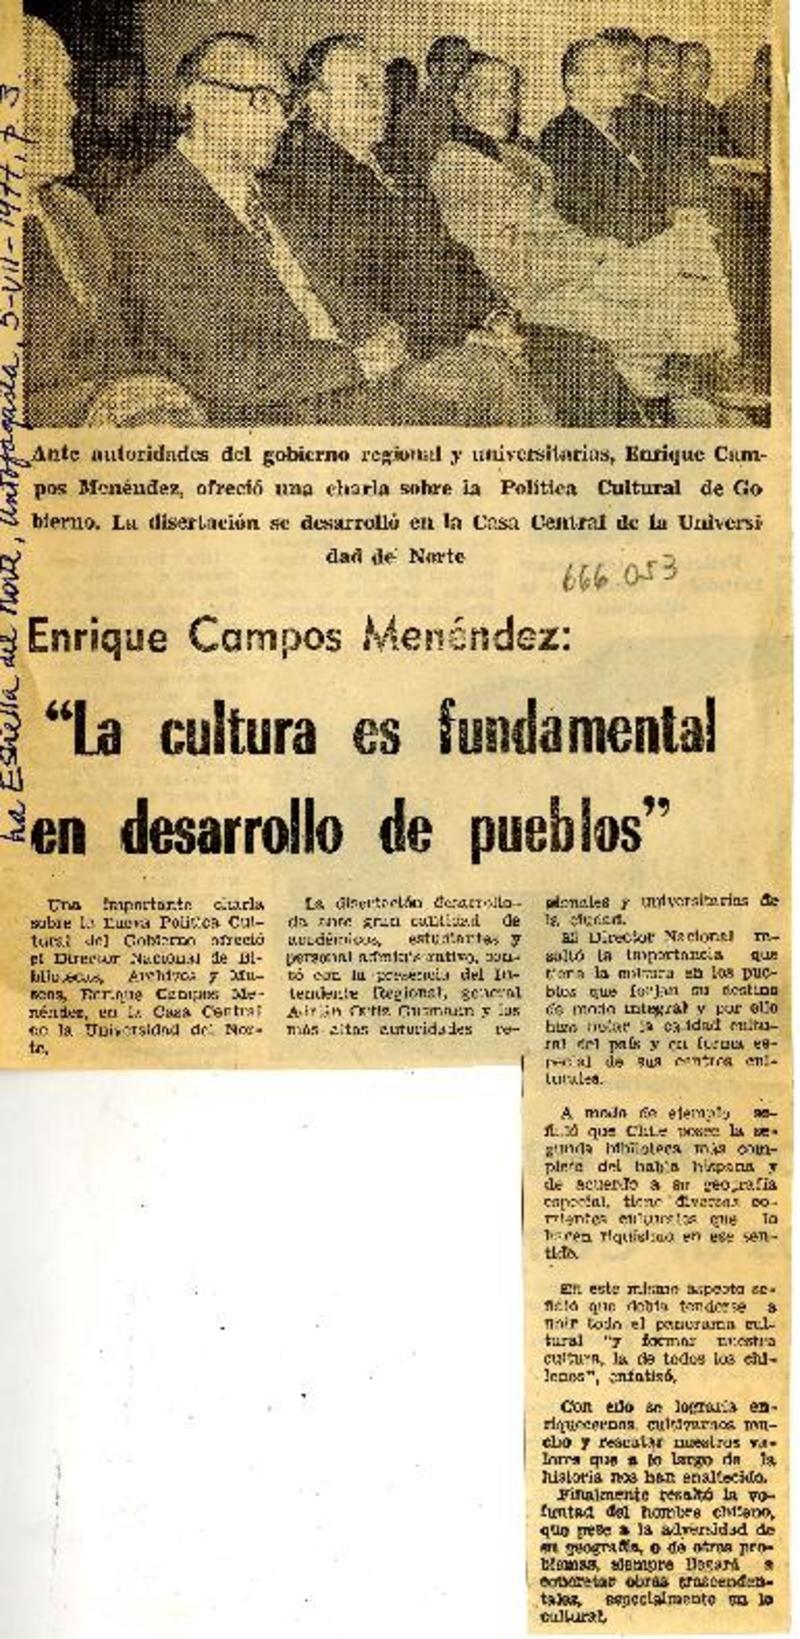 La Estrella del Norte, Antofagasta, 5-VII-1977, p. 3.
Ante autoridades del gobierno regional y universitarias, Enrique Cam-
pos Menéndez, ofreció una charla sobre la Política Cultural de Go
bierno. La disertación se desarrolló en la Casa Central de la Universi
dad de Norte
666.053
Enrique Campos Menéndez:
“La cultura es fundamental
en desarrollo de pueblos”
Una importante charla
sobre la nueva Política Cul-
tural del Gobierno ofreció
el Director Nacional de Bi-
bliotecas, Archivos y Mu-
seos, Enrique Campos Me-
néndez, en la Casa Central
de la Universidad del Nor-
te.
La disertación desarrolla-
da ante gran cantidad de
académicos, estudiantes y
personal administrativo, con-
tó con la presencia del In-
tendente Regional, general
Adrián Ortiz Gutmann y las
más altas autoridades re-
gionales y universitarias de
la ciudad.
El Director Nacional re-
saltó la importancia que
tiene la cultura en los pue-
blos que forjan su destino
de modo integral y por ello
hizo notar la calidad cultu-
ral del país y en forma es-
pecial de sus centros cul-
turales.
A modo de ejemplo se-
ñaló que Chile posee la se-
gunda biblioteca más com-
pleta del habla hispana y
de acuerdo a su geografía
especial, tiene diversas co-
rrientes culturales que lo
hacen riquísimo en ese sen-
tido.
En este mismo aspecto se-
ñaló que debía tenderse a
unir todo el panorama cul-
tural "y formar nuestra
cultura, la de todos los chi-
lenos", enfatizó.
Con ello se lograría en-
riquecernos, cultivarnos mu-
cho y rescatar nuestros va-
lores que a lo largo de la
historia nos han enaltecido.
Finalmente resaltó la vo-
luntad del hombre chileno,
que pese a la adversidad de
su geografía, o de otros pro-
blemas, siempre llegará a
concretar obras trascenden-
tales, especialmente en lo
cultural.